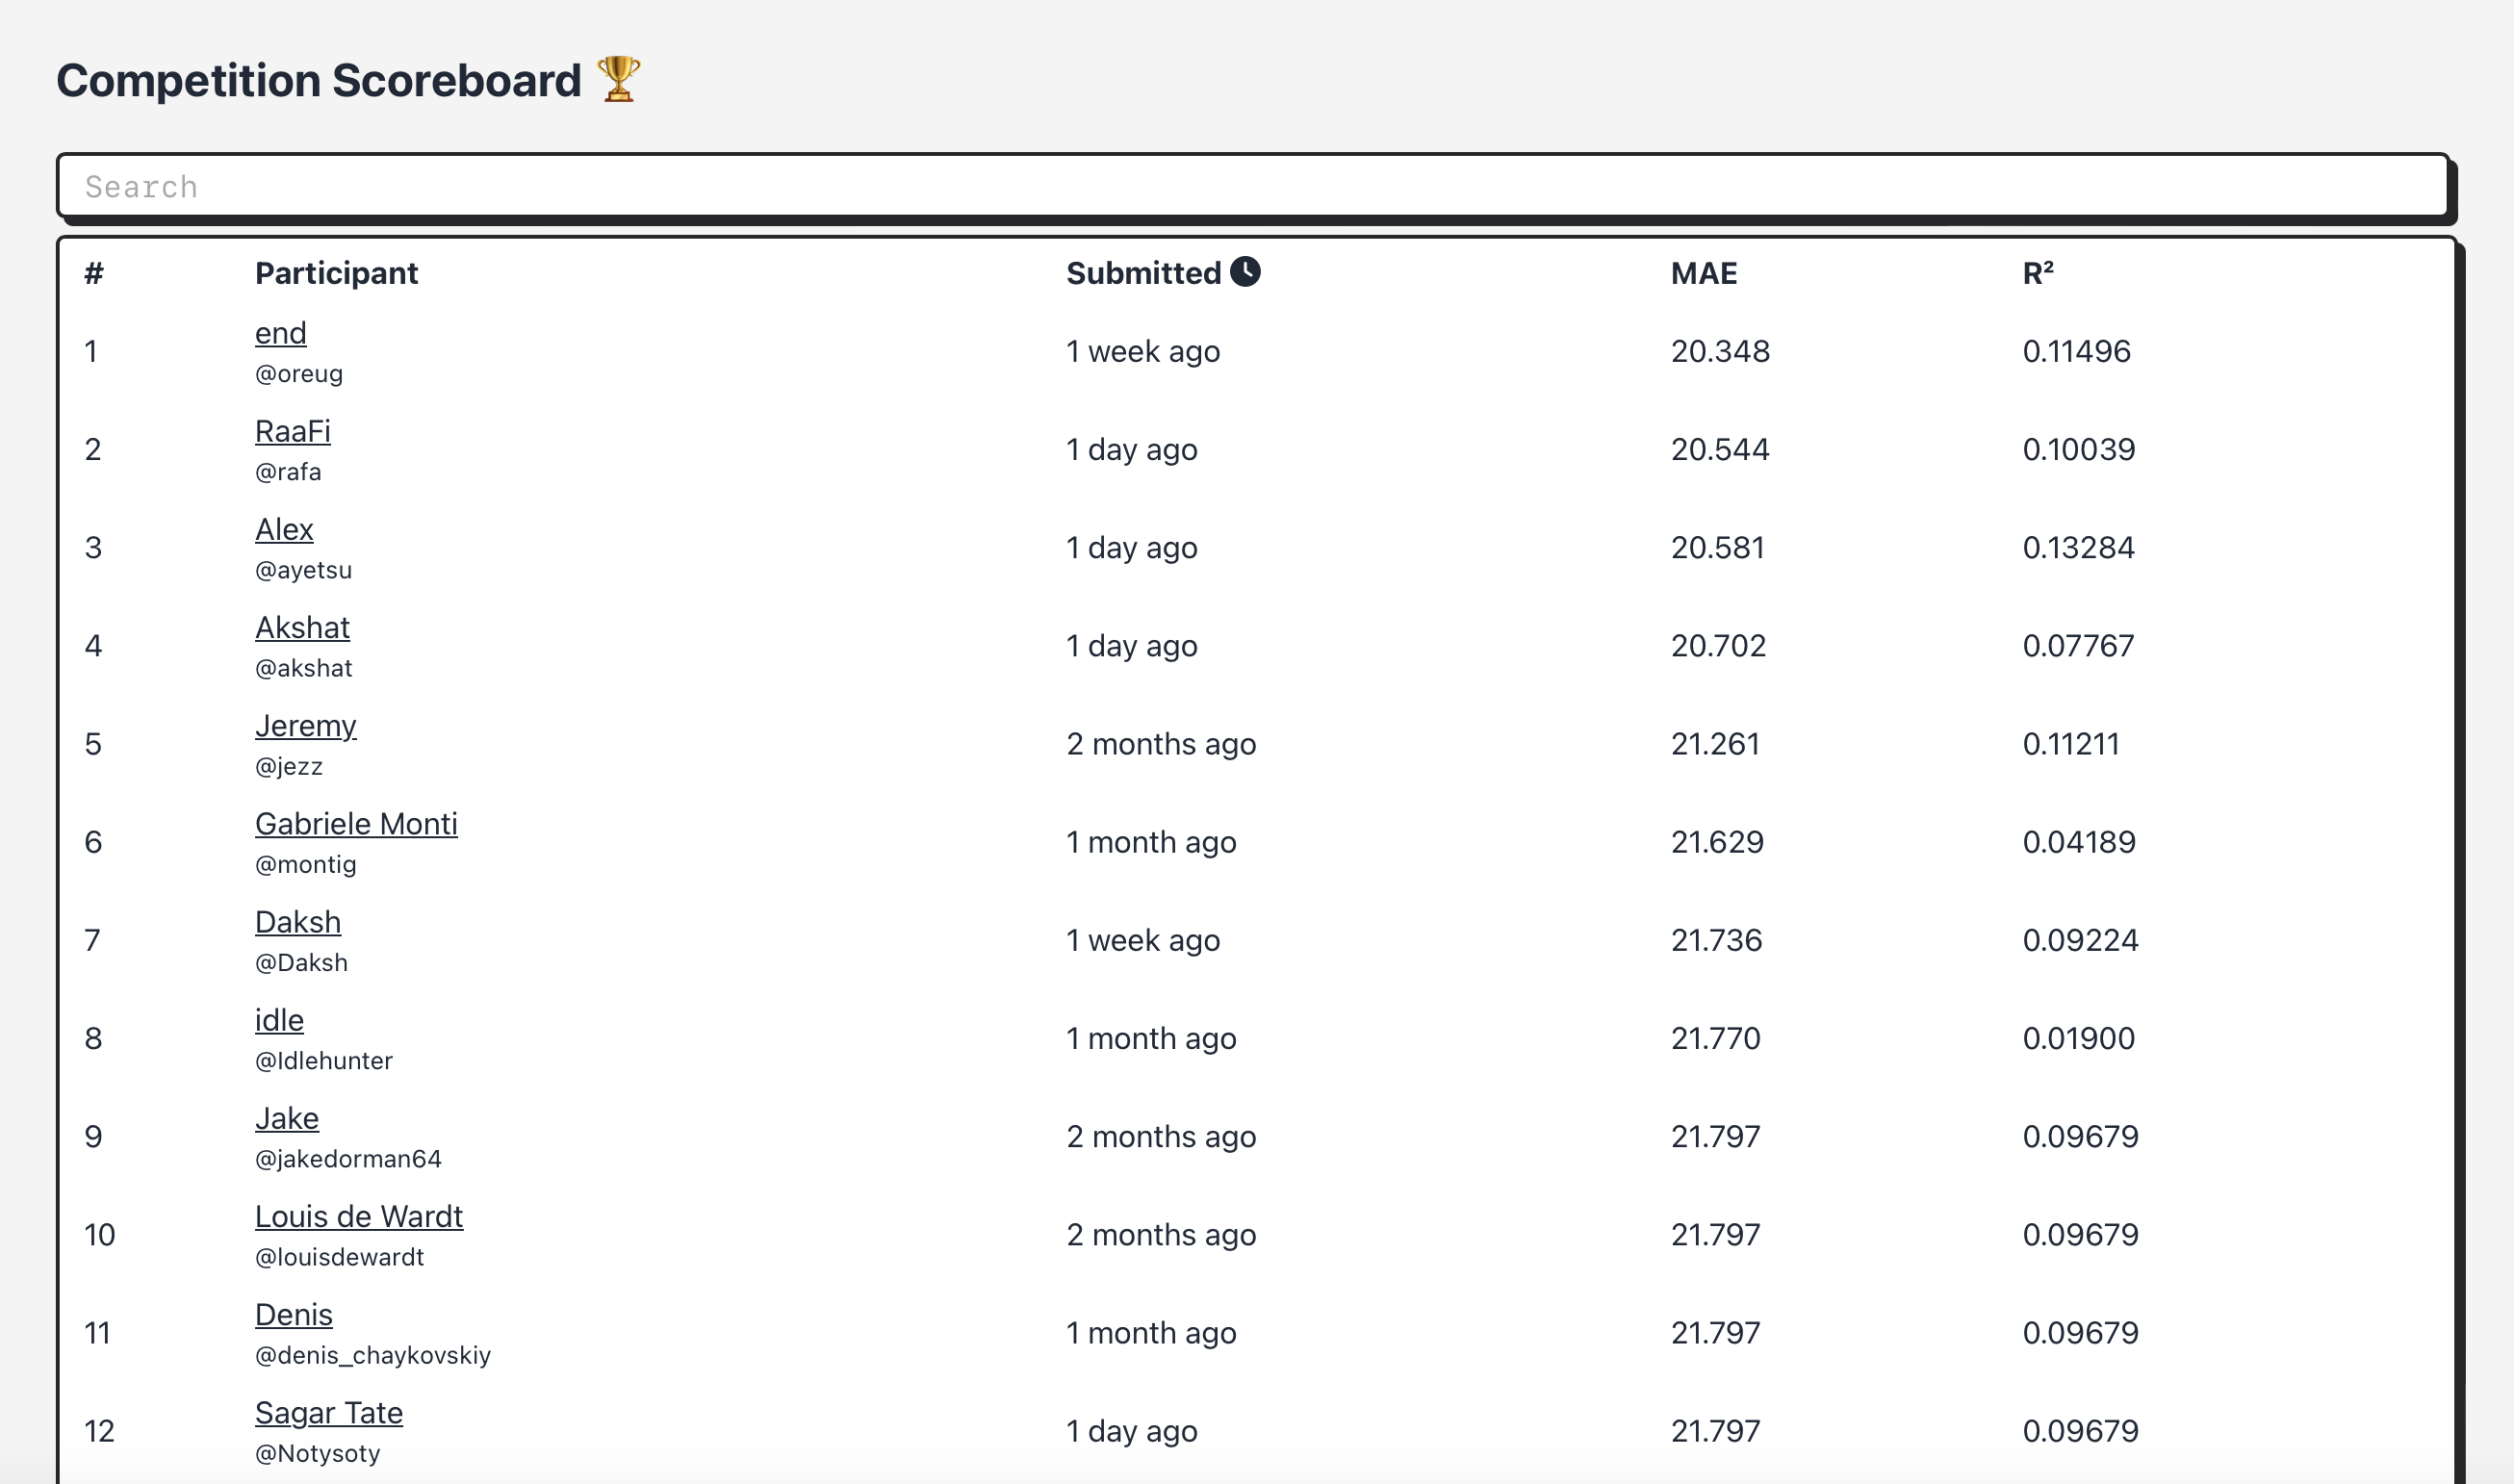 Competition Scoreboard 🏆
Search
# Participant Submitted MAE R²
1 end 1 week ago 20.348 0.11496
@oreug
2 RaaFi 1 day ago 20.544 0.10039
@rafa
3 Alex 1 day ago 20.581 0.13284
@ayetsu
4 Akshat 1 day ago 20.702 0.07767
@akshat
5 Jeremy 2 months ago 21.261 0.11211
@jezz
6 Gabriele Monti 1 month ago 21.629 0.04189
@montig
7 Daksh 1 week ago 21.736 0.09224
@Daksh
8 idle 1 month ago 21.770 0.01900
@Idlehunter
9 Jake 2 months ago 21.797 0.09679
@jakedorman64
10 Louis de Wardt 2 months ago 21.797 0.09679
@louisdewardt
11 Denis 1 month ago 21.797 0.09679
@denis_chaykovskiy
12 Sagar Tate 1 day ago 21.797 0.09679
@Notysoty